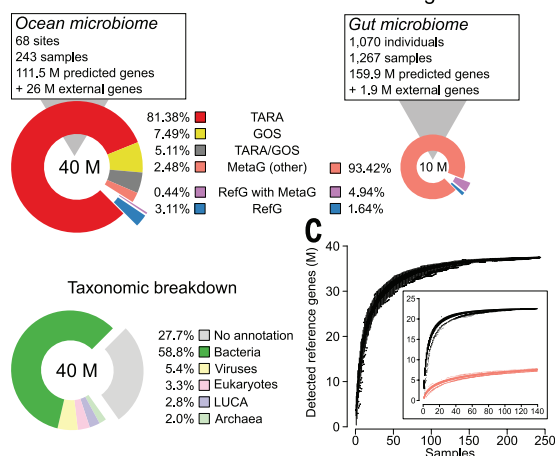 Ocean microbiome
68 sites
243 samples
111.5 M predicted genes
+ 26 M external genes
Gut microbiome
1,070 individuals
1,267 samples
159.9 M predicted genes
+ 1.9 M external genes
40 M
10 M
81.38% TARA
7.49% GOS
5.11% TARA/GOS
2.48% MetaG (other) 93.42%
0.44% RefG with MetaG 4.94%
3.11% RefG 1.64%
Taxonomic breakdown
40 M
27.7% No annotation
58.8% Bacteria
5.4% Viruses
3.3% Eukaryotes
2.8% LUCA
2.0% Archaea
C
Detected reference genes (M)
40
30
20
10
0
0 50 100 150 200 250
Samples
25
20
15
10
5
0
0 20 40 60 80 100 120 140